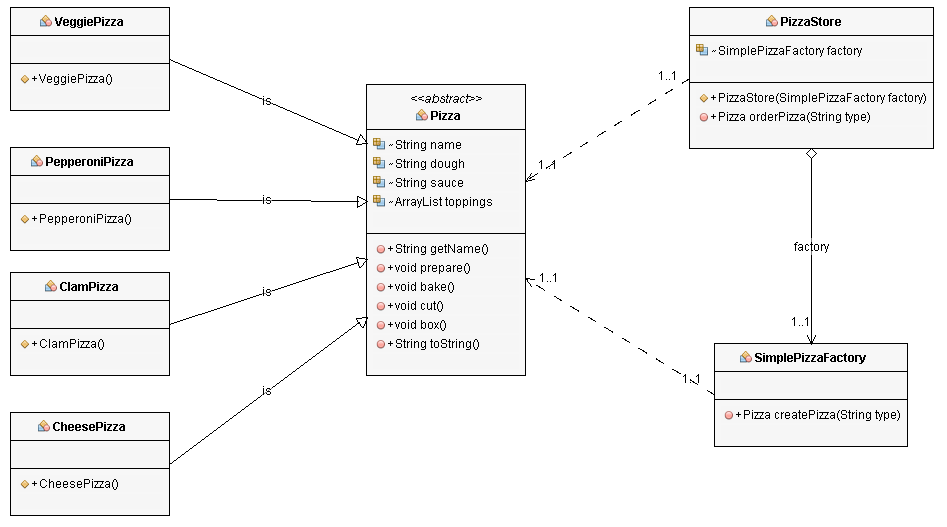 VeggiePizza
+VeggiePizza()
PepperoniPizza
+PepperoniPizza()
ClamPizza
+ClamPizza()
CheesePizza
+CheesePizza()
is
is
is
is
<<abstract>>
Pizza
~String name
~String dough
~String sauce
~ArrayList toppings
+String getName()
+void prepare()
+void bake()
+void cut()
+void box()
+String toString()
1..1
1..1
1..1
1..1
PizzaStore
~SimplePizzaFactory factory
+PizzaStore(SimplePizzaFactory factory)
+Pizza orderPizza(String type)
factory
1..1
SimplePizzaFactory
+Pizza createPizza(String type)